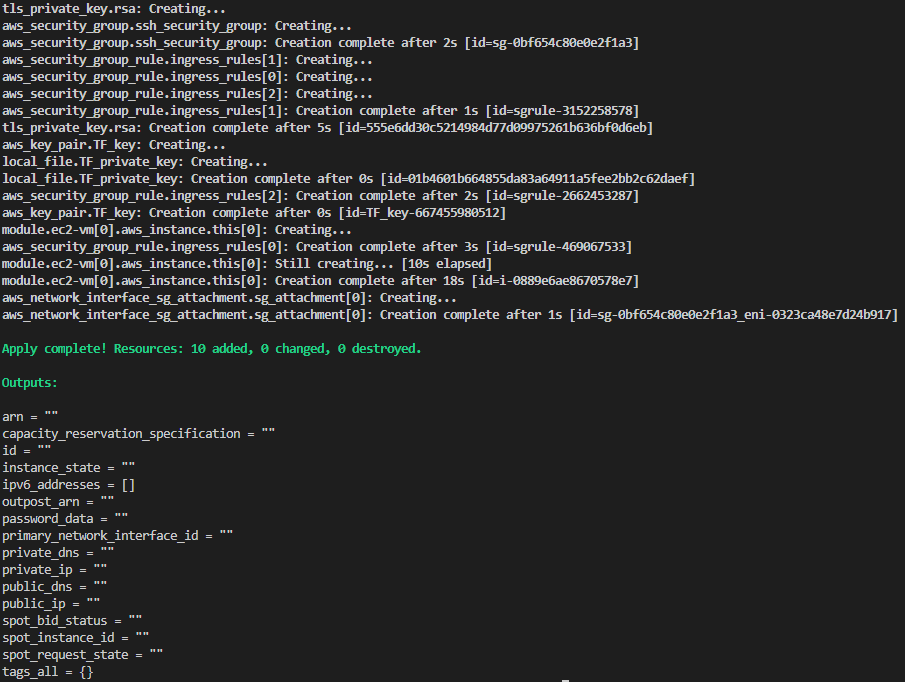 tls_private_key.rsa: Creating...
aws_security_group.ssh_security_group: Creating...
aws_security_group.ssh_security_group: Creation complete after 2s [id=sg-0bf654c80e0e2f1a3]
aws_security_group_rule.ingress_rules[1]: Creating...
aws_security_group_rule.ingress_rules[0]: Creating...
aws_security_group_rule.ingress_rules[2]: Creating...
aws_security_group_rule.ingress_rules[1]: Creation complete after 1s [id=sgrule-3152258578]
tls_private_key.rsa: Creation complete after 5s [id=555e6dd30c5214984d77d09975261b636bf0d6eb]
aws_key_pair.TF_key: Creating...
local_file.TF_private_key: Creating...
local_file.TF_private_key: Creation complete after 0s [id=01b4601b664855da83a64911a5fee2bb2c62daef]
aws_security_group_rule.ingress_rules[2]: Creation complete after 2s [id=sgrule-2662453287]
aws_key_pair.TF_key: Creation complete after 0s [id=TF_key-667455980512]
module.ec2-vm[0].aws_instance.this[0]: Creating...
aws_security_group_rule.ingress_rules[0]: Creation complete after 3s [id=sgrule-469067533]
module.ec2-vm[0].aws_instance.this[0]: Still creating... [10s elapsed]
module.ec2-vm[0].aws_instance.this[0]: Creation complete after 18s [id=i-0889e6ae8670578e7]
aws_network_interface_sg_attachment.sg_attachment[0]: Creating...
aws_network_interface_sg_attachment.sg_attachment[0]: Creation complete after 1s [id=sg-0bf654c80e0e2f1a3_eni-0323ca48e7d24b917]
Apply complete! Resources: 10 added, 0 changed, 0 destroyed.
Outputs:
arn = ""
capacity_reservation_specification = ""
id = ""
instance_state = ""
ipv6_addresses = []
outpost_arn = ""
password_data = ""
primary_network_interface_id = ""
private_dns = ""
private_ip = ""
public_dns = ""
public_ip = ""
spot_bid_status = ""
spot_instance_id = ""
spot_request_state = ""
tags_all = {}